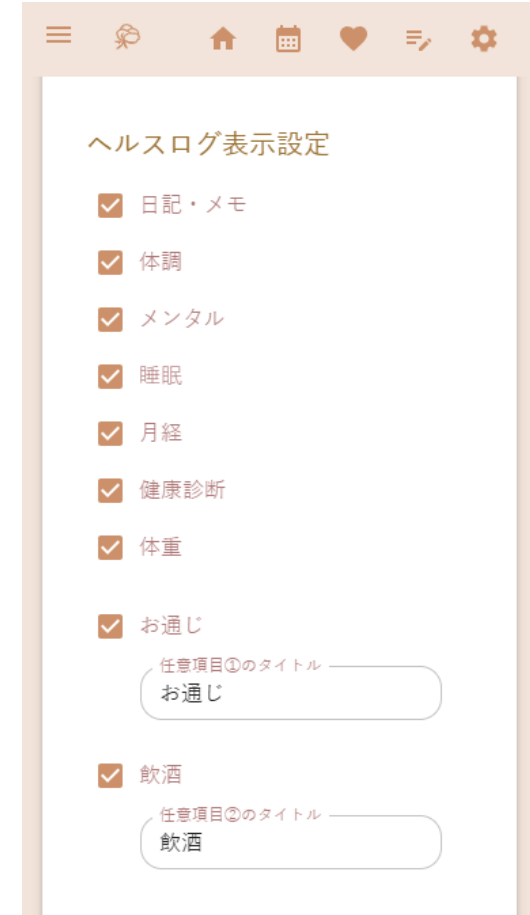 ヘルスログ表示設定
日記・メモ
体調
メンタル
睡眠
月経
健康診断
体重
お通じ
任意項目①のタイトル
お通じ
飲酒
任意項目②のタイトル
飲酒